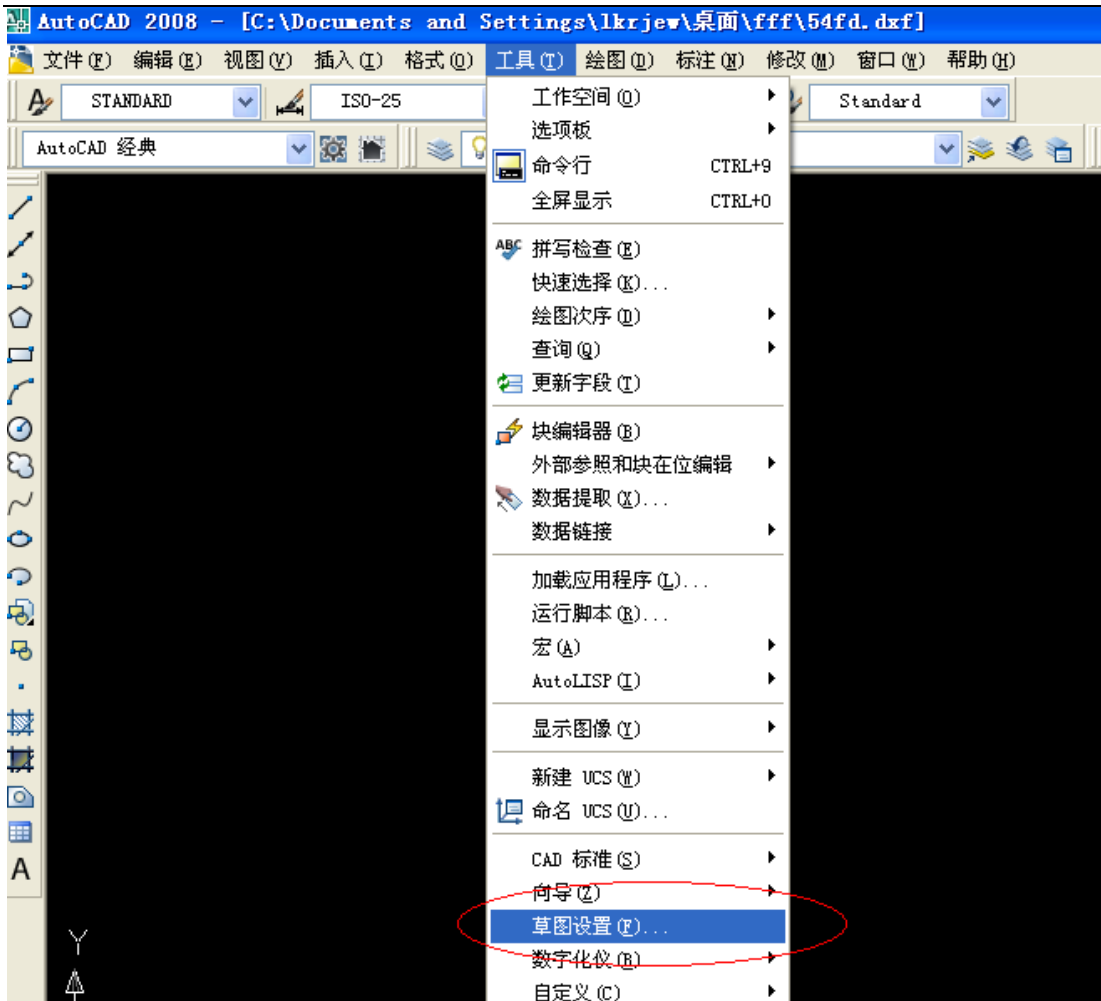 AutoCAD 2008 - [C:\Documents and Settings\lkrjew\桌面\fff\54fd.dxf]
文件(F) 编辑(E) 视图(V) 插入(I) 格式(O) 工具(T) 绘图(D) 标注(N) 修改(M) 窗口(W) 帮助(H)
STANDARD ISO-25 Standard
AutoCAD 经典
工作空间(O)
选项板
命令行 CTRL+9
全屏显示 CTRL+0
ABC 拼写检查(E)
快速选择(K)...
绘图次序(D)
查询(Q)
更新字段(T)
块编辑器(B)
外部参照和块在位编辑
数据提取(X)...
数据链接
加载应用程序(L)...
运行脚本(R)...
宏(A)
AutoLISP(I)
显示图像(Y)
新建 UCS(W)
命名 UCS(U)...
CAD 标准(S)
向导(Z)
草图设置(F)...
数字化仪(B)
自定义(C)
A
Y